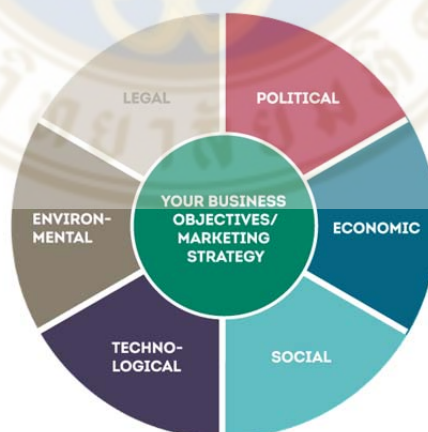 LEGAL
POLITICAL
YOUR BUSINESS
OBJECTIVES/
MARKETING
STRATEGY
ENVIRON-
MENTAL
ECONOMIC
TECHNO-
LOGICAL
SOCIAL